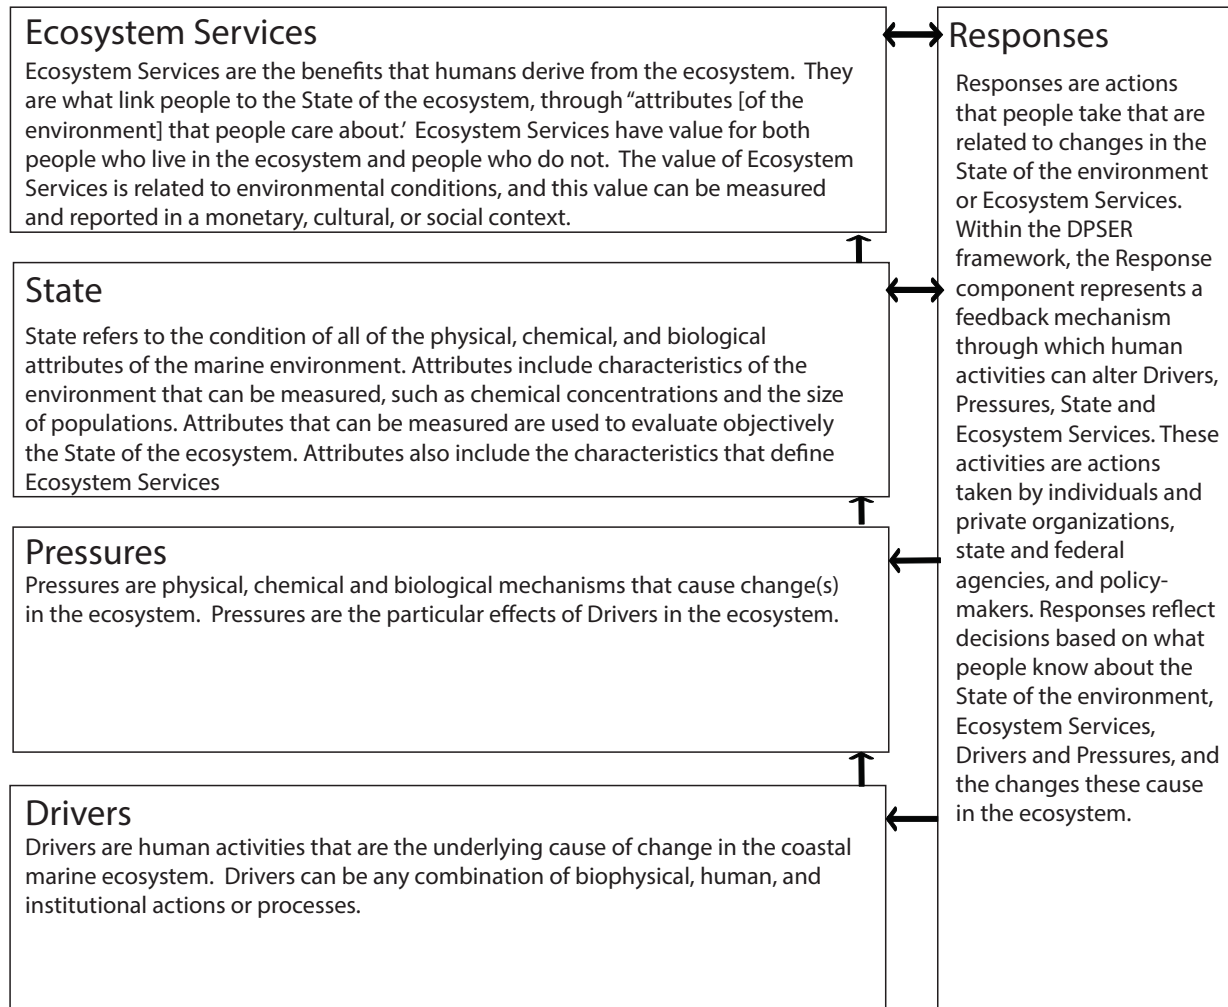 Ecosystem Services
Ecosystem Services are the benefits that humans derive from the ecosystem.  They
are what link people to the State of the ecosystem, through “attributes [of the
environment] that people care about.’ Ecosystem Services have value for both
people who live in the ecosystem and people who do not.  The value of Ecosystem
Services is related to environmental conditions, and this value can be measured
and reported in a monetary, cultural, or social context.
State
State refers to the condition of all of the physical, chemical, and biological
attributes of the marine environment. Attributes include characteristics of the
environment that can be measured, such as chemical concentrations and the size
of populations. Attributes that can be measured are used to evaluate objectively
the State of the ecosystem. Attributes also include the characteristics that define
Ecosystem Services
Pressures
Pressures are physical, chemical and biological mechanisms that cause change(s)
in the ecosystem.  Pressures are the particular effects of Drivers in the ecosystem.
Drivers
Drivers are human activities that are the underlying cause of change in the coastal
marine ecosystem.  Drivers can be any combination of biophysical, human, and
institutional actions or processes.
Responses
Responses are actions
that people take that are
related to changes in the
State of the environment
or Ecosystem Services.
Within the DPSER
framework, the Response
component represents a
feedback mechanism
through which human
activities can alter Drivers,
Pressures, State and
Ecosystem Services. These
activities are actions
taken by individuals and
private organizations,
state and federal
agencies, and policy-
makers. Responses reflect
decisions based on what
people know about the
State of the environment,
Ecosystem Services,
Drivers and Pressures, and
the changes these cause
in the ecosystem.